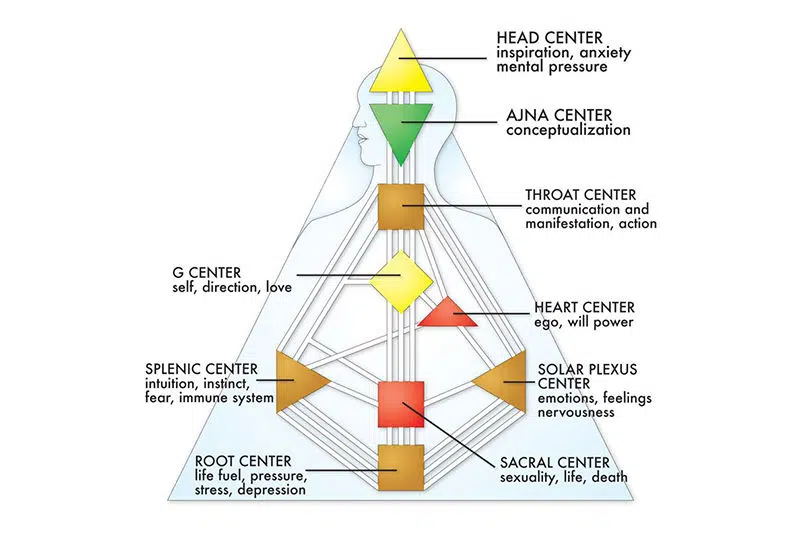 HEAD CENTER
inspiration, anxiety
mental pressure
AJNA CENTER
conceptualization
THROAT CENTER
communication and
manifestation, action
G CENTER
self, direction, love
HEART CENTER
ego, will power
SPLENIC CENTER
intuition, instinct,
fear, immune system
SOLAR PLEXUS
CENTER
emotions, feelings
nervousness
ROOT CENTER
life fuel, pressure,
stress, depression
SACRAL CENTER
sexuality, life, death